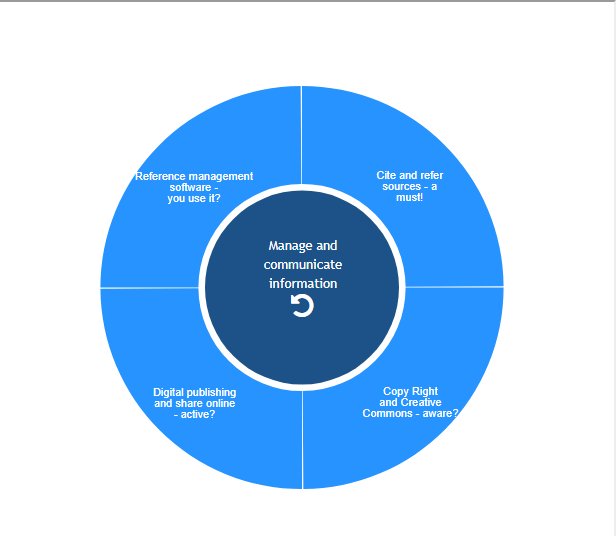 Reference management
software -
you use it?
Cite and refer
sources - a
must!
Manage and
communicate
information
Digital publishing
and share online
- active?
Copy Right
and Creative
Commons - aware?